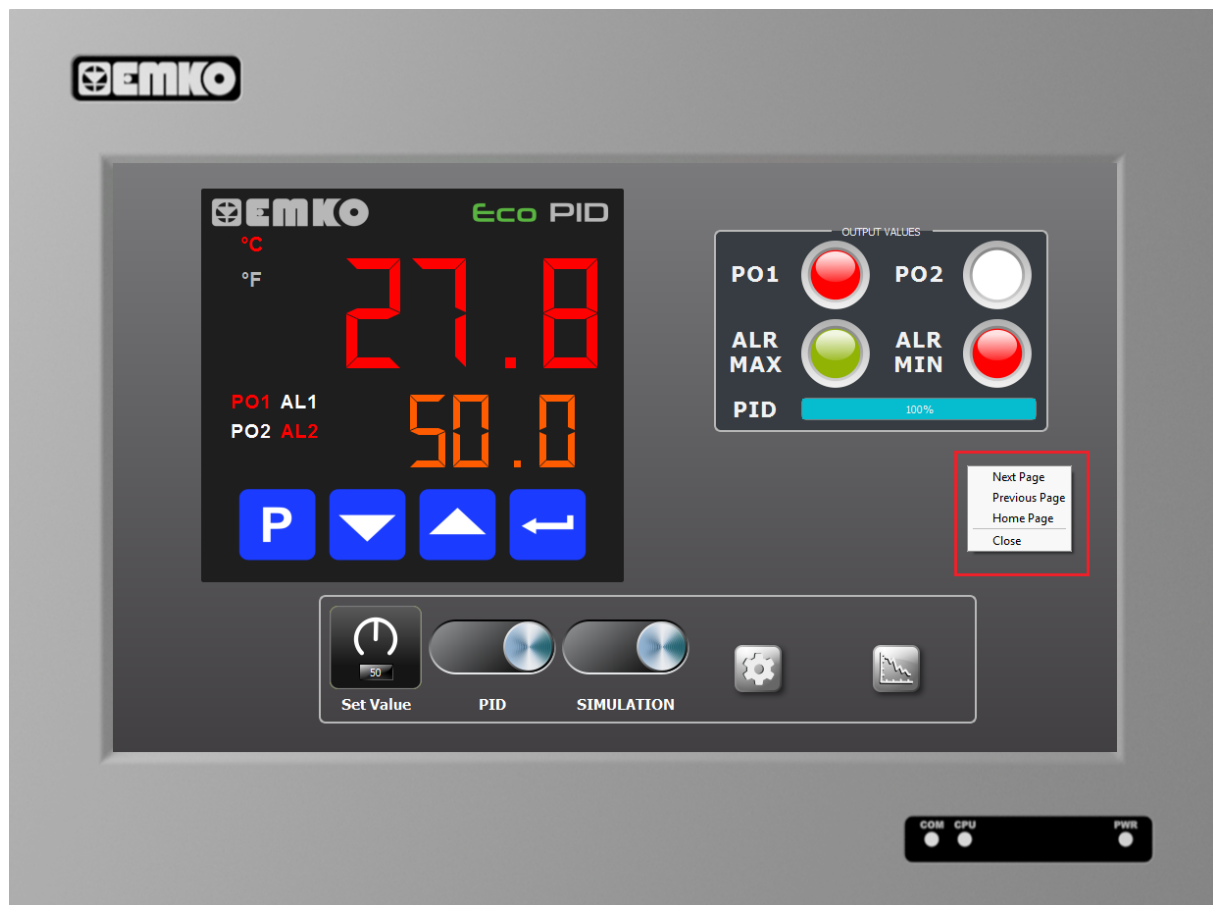 EMKO
EMKO Eco PID
°C
°F
27.8
PO1 AL1
PO2 AL2
50.0
P
OUTPUT VALUES
PO1 PO2
ALR MAX
ALR MIN
PID 100%
Next Page
Previous Page
Home Page
Close
50
Set Value PID SIMULATION
COM CPU PWR